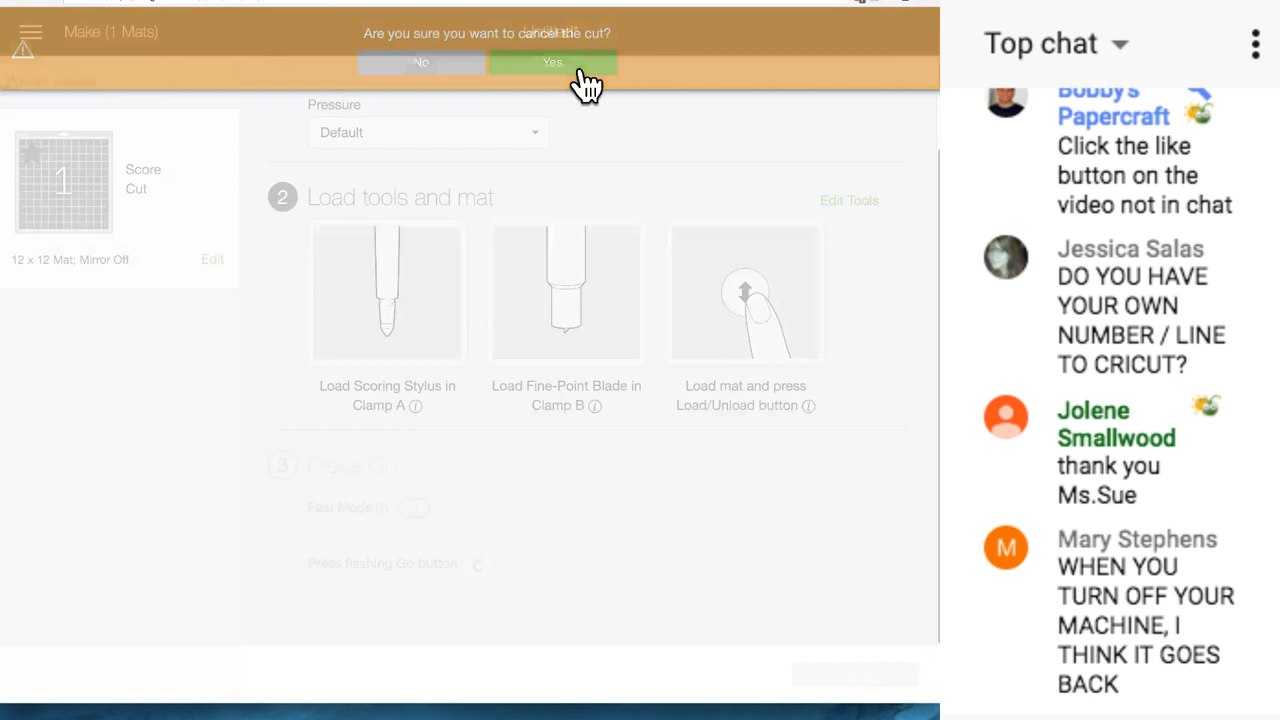 Make (1 Mats)
Are you sure you want to cancel the cut?
Untitled*
No
Yes
Pressure
Default
1
Score
Cut
12 x 12 Mat; Mirror Off
Edit
2
Load tools and mat
Edit Tools
Load Scoring Stylus in
Clamp A
Load Fine-Point Blade in
Clamp B
Load mat and press
Load/Unload button
3
Press Go
Fast Mode
Press flashing Go button
Top chat
Bobby's
Papercraft
Click the like
button on the
video not in chat
Jessica Salas
DO YOU HAVE
YOUR OWN
NUMBER / LINE
TO CRICUT?
Jolene
Smallwood
thank you
Ms.Sue
M
Mary Stephens
WHEN YOU
TURN OFF YOUR
MACHINE, I
THINK IT GOES
BACK